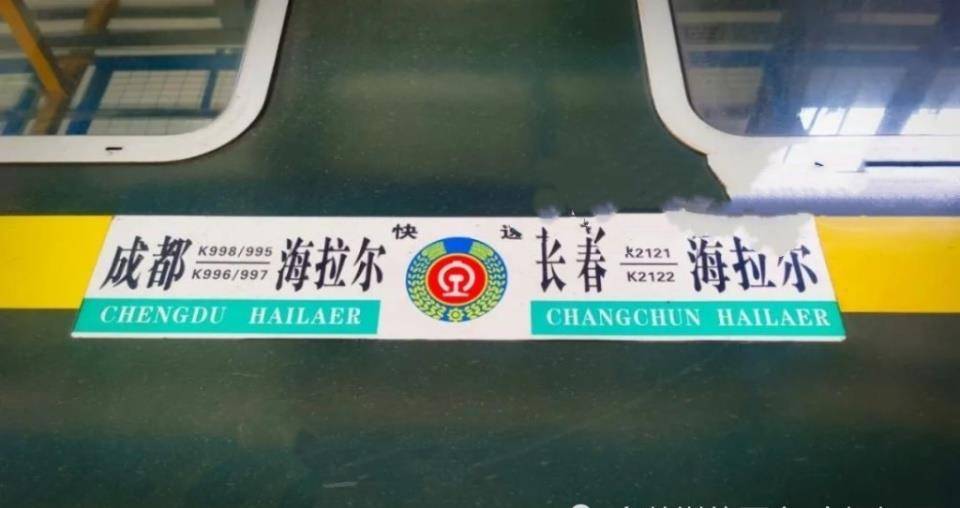 成都 K998/995 海拉尔
K996/997
CHENGDU HAILAER
快 速
长春 K2121 海拉尔
K2122
CHANGCHUN HAILAER